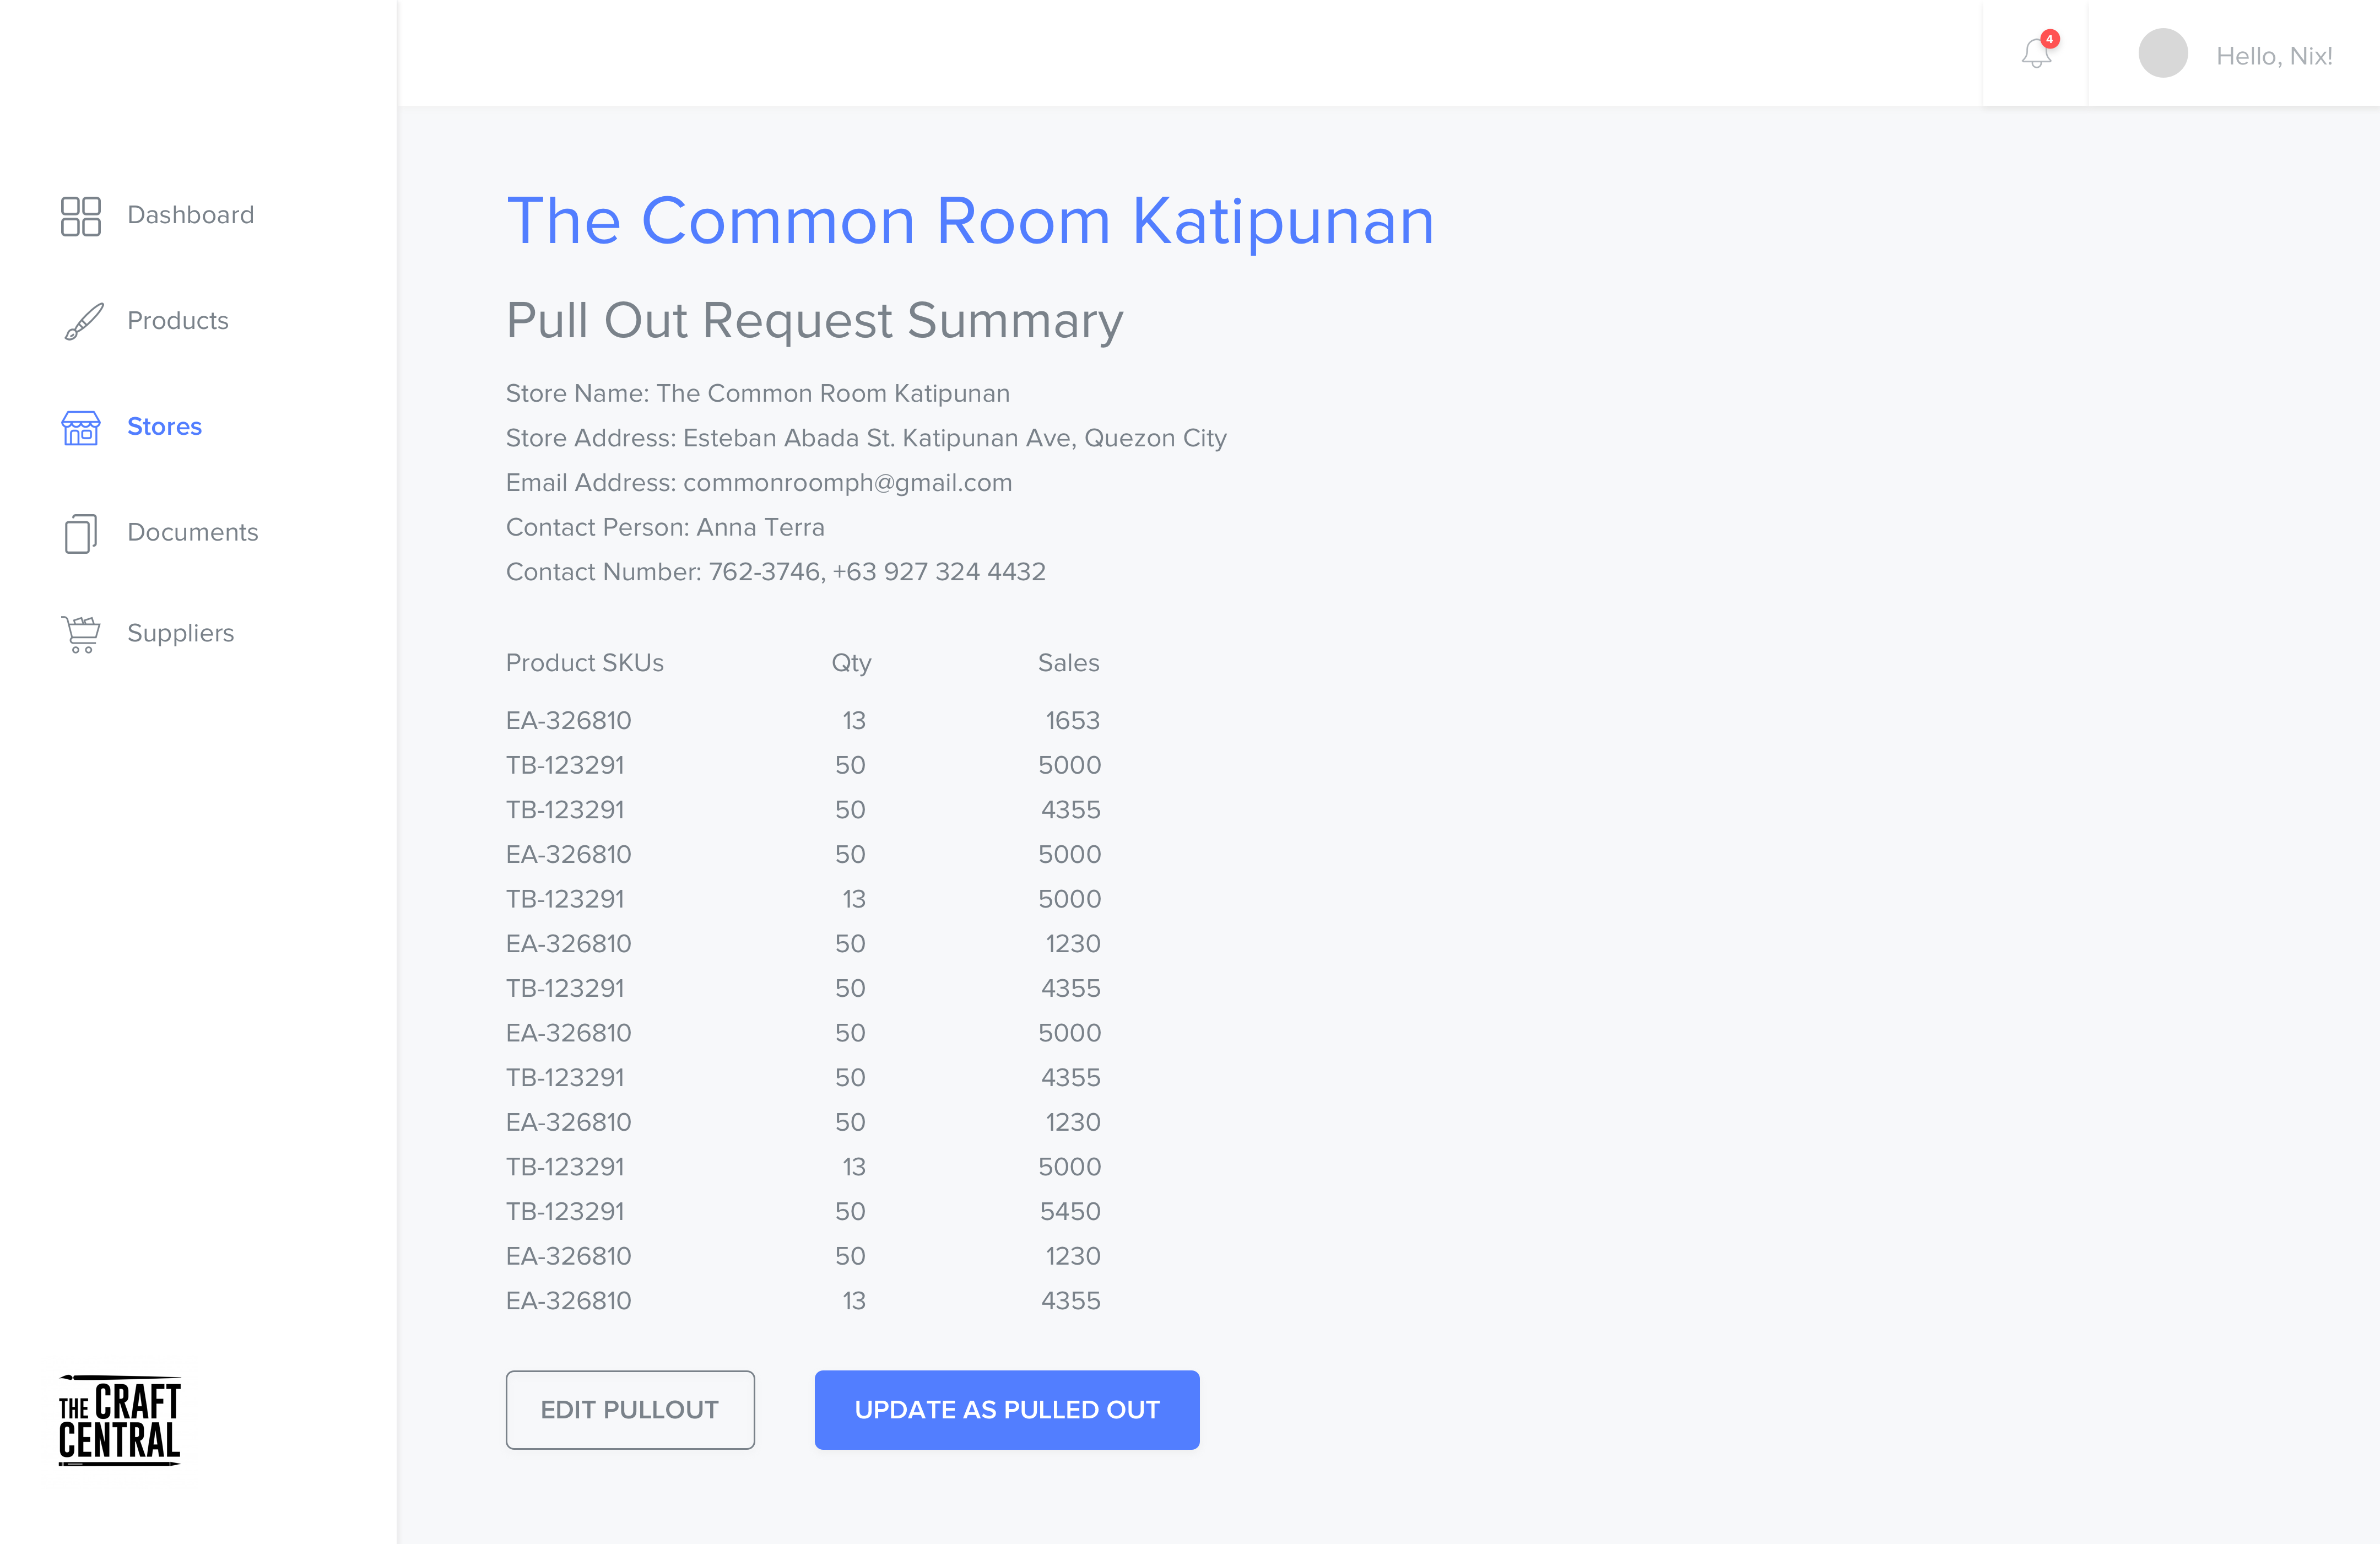 4
Hello, Nix!
Dashboard
Products
Stores
Documents
Suppliers
The Common Room Katipunan
Pull Out Request Summary
Store Name: The Common Room Katipunan
Store Address: Esteban Abada St. Katipunan Ave, Quezon City
Email Address: commonroomph@gmail.com
Contact Person: Anna Terra
Contact Number: 762-3746, +63 927 324 4432
Product SKUs Qty Sales
EA-326810 13 1653
TB-123291 50 5000
TB-123291 50 4355
EA-326810 50 5000
TB-123291 13 5000
EA-326810 50 1230
TB-123291 50 4355
EA-326810 50 5000
TB-123291 50 4355
EA-326810 50 1230
TB-123291 13 5000
TB-123291 50 5450
EA-326810 50 1230
EA-326810 13 4355
EDIT PULLOUT
UPDATE AS PULLED OUT
THE CRAFT
CENTRAL